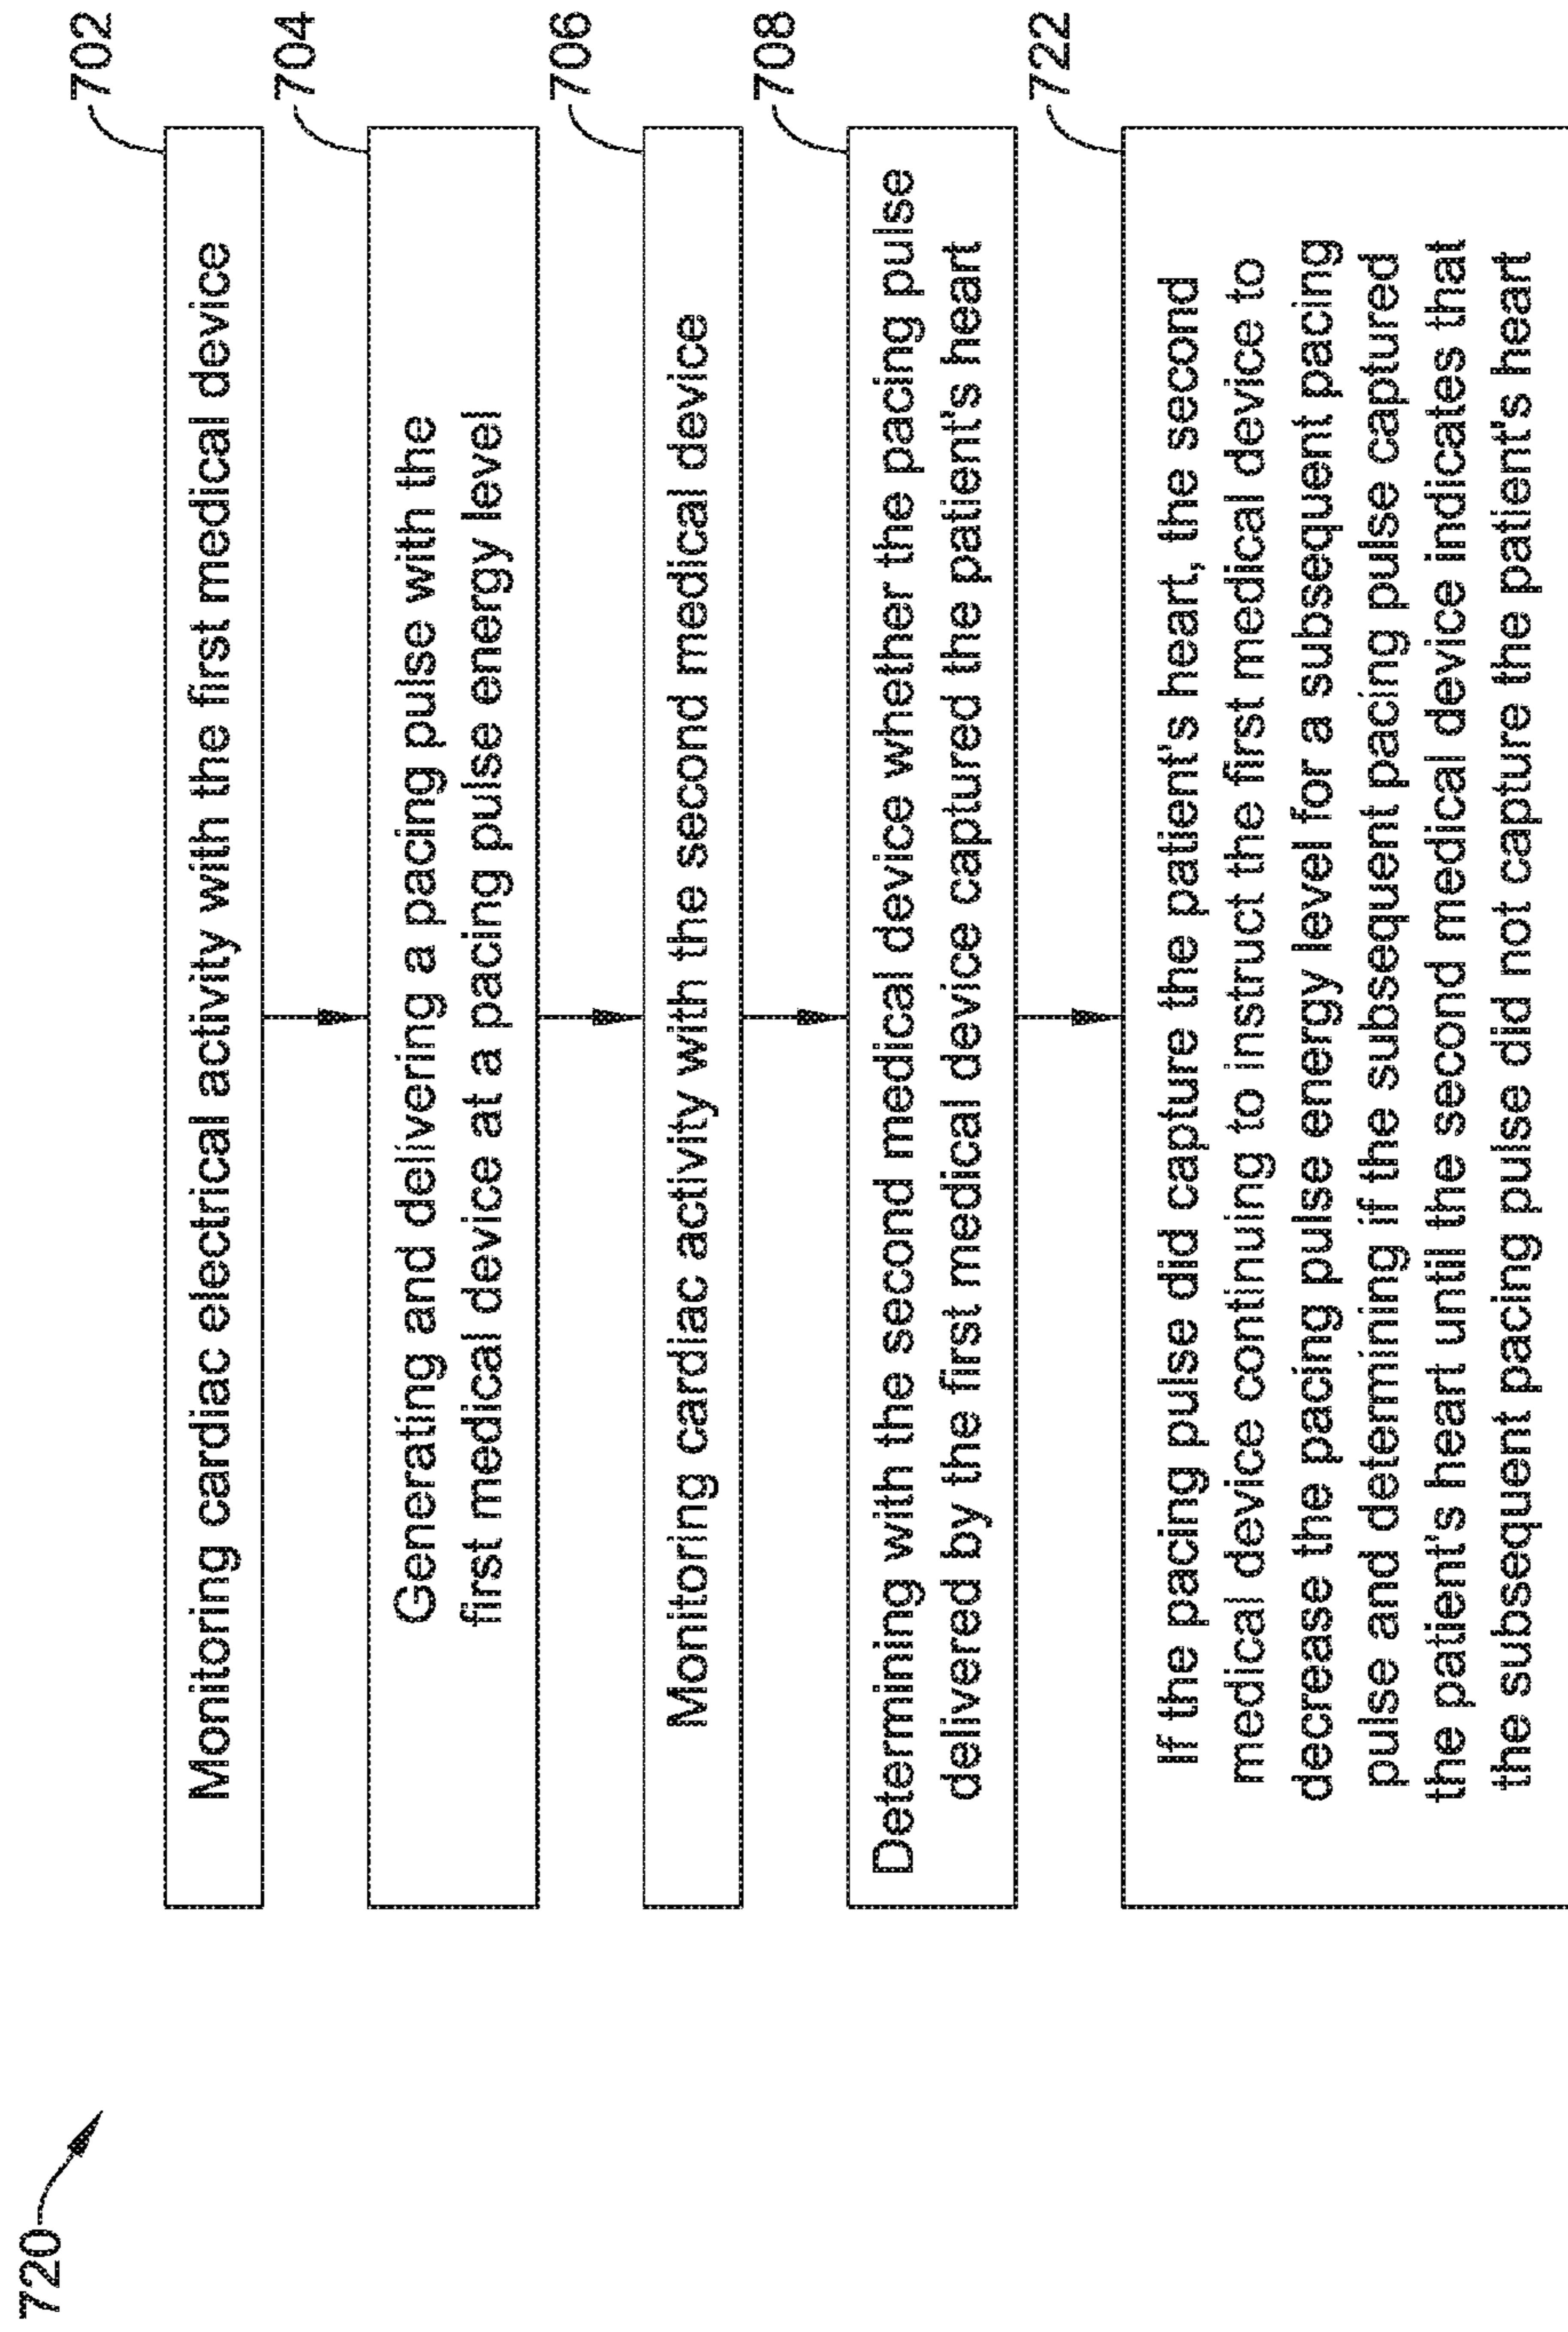 720
702
Monitoring cardiac electrical activity with the first medical device
704
Generating and delivering a pacing pulse with the
first medical device at a pacing pulse energy level
706
Monitoring cardiac activity with the second medical device
708
Determining with the second medical device whether the pacing pulse
delivered by the first medical device captured the patient's heart
722
If the pacing pulse did capture the patient's heart, the second
medical device continuing to instruct the first medical device to
decrease the pacing pulse energy level for a subsequent pacing
pulse and determining if the subsequent pacing pulse captured
the patient's heart until the second medical device indicates that
the subsequent pacing pulse did not capture the patient's heart